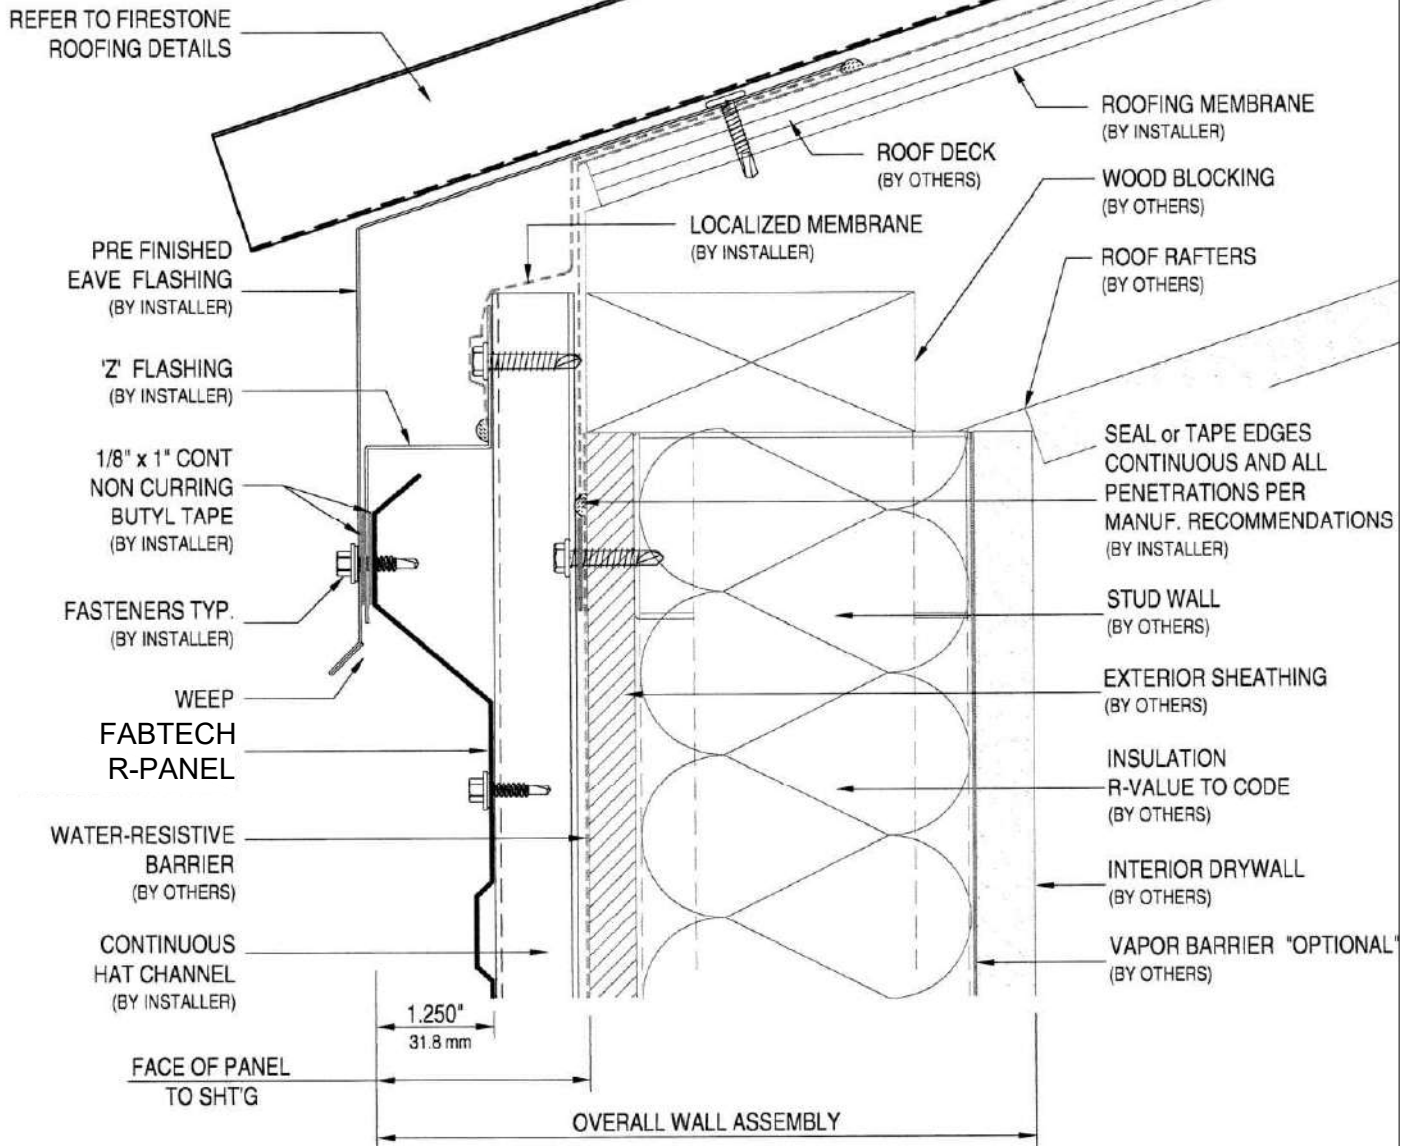 REFER TO FIRESTONE
ROOFING DETAILS
ROOFING MEMBRANE
(BY INSTALLER)
ROOF DECK
(BY OTHERS)
WOOD BLOCKING
(BY OTHERS)
LOCALIZED MEMBRANE
(BY INSTALLER)
PRE FINISHED
EAVE FLASHING
(BY INSTALLER)
ROOF RAFTERS
(BY OTHERS)
'Z' FLASHING
(BY INSTALLER)
1/8" x 1" CONT
NON CURRING
BUTYL TAPE
(BY INSTALLER)
SEAL or TAPE EDGES
CONTINUOUS AND ALL
PENETRATIONS PER
MANUF. RECOMMENDATIONS
(BY INSTALLER)
FASTENERS TYP.
(BY INSTALLER)
STUD WALL
(BY OTHERS)
WEEP
EXTERIOR SHEATHING
(BY OTHERS)
FABTECH
R-PANEL
INSULATION
R-VALUE TO CODE
(BY OTHERS)
WATER-RESISTIVE
BARRIER
(BY OTHERS)
INTERIOR DRYWALL
(BY OTHERS)
CONTINUOUS
HAT CHANNEL
(BY INSTALLER)
VAPOR BARRIER "OPTIONAL"
(BY OTHERS)
1.250"
31.8 mm
FACE OF PANEL
TO SHT'G
OVERALL WALL ASSEMBLY